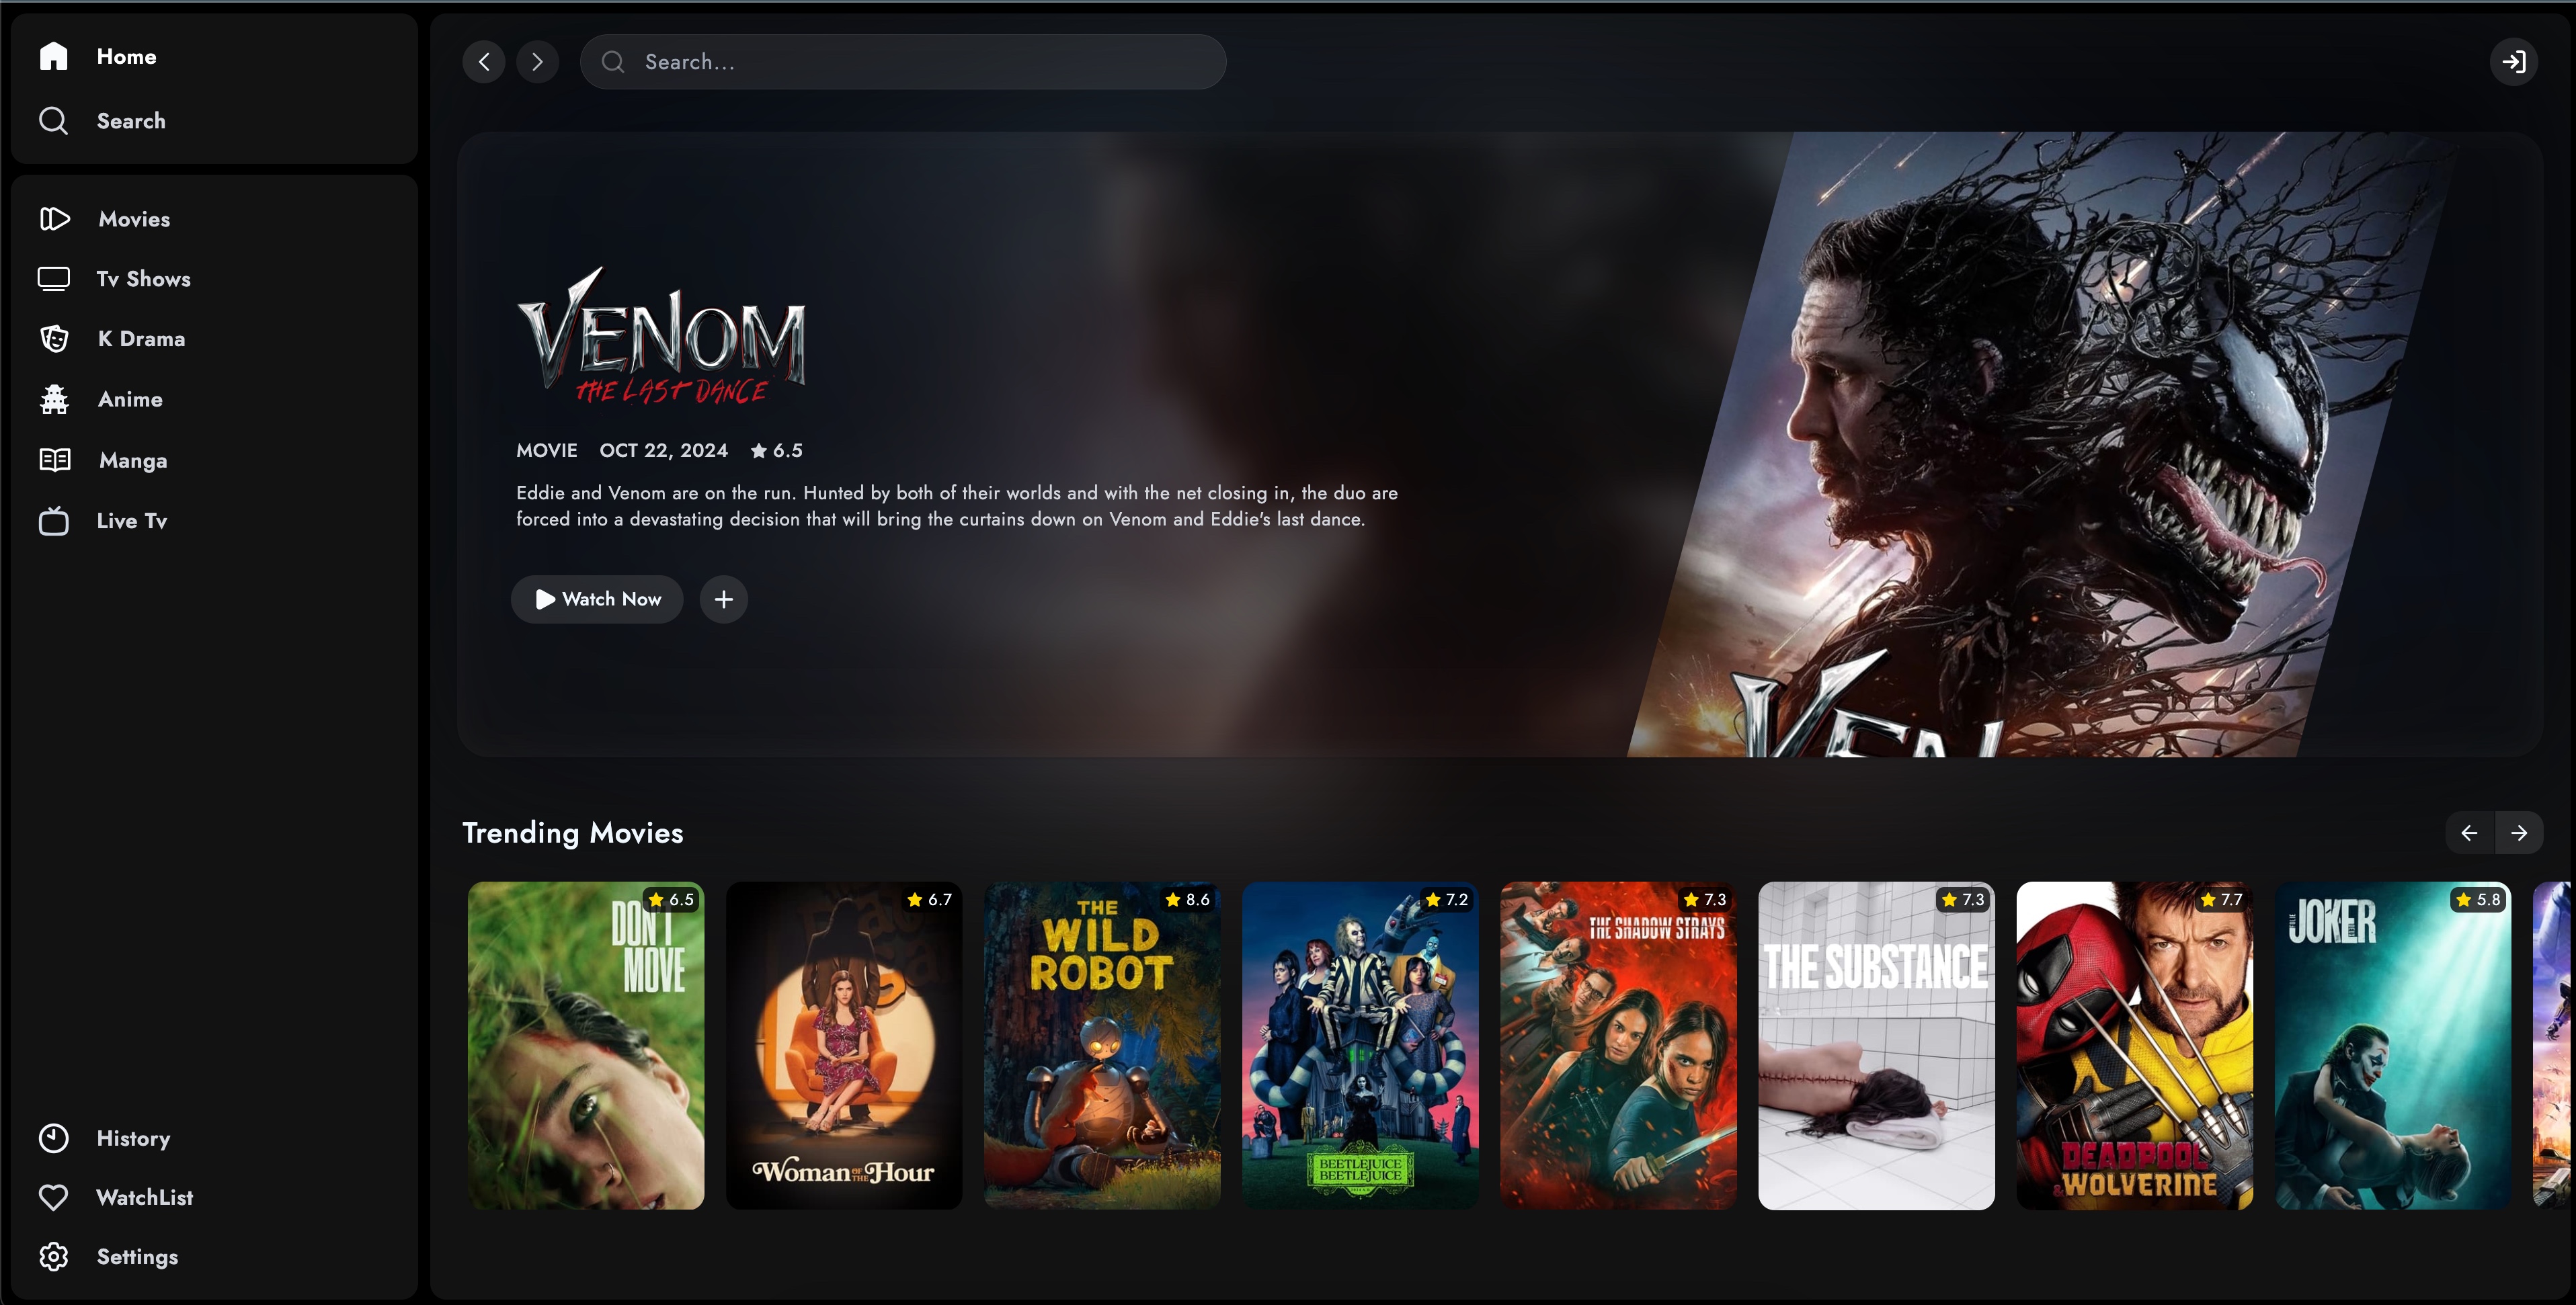 Home
Search
Movies
Tv Shows
K Drama
Anime
Manga
Live Tv
History
WatchList
Settings
Search...
VENOM
THE LAST DANCE
MOVIE OCT 22, 2024 6.5
Eddie and Venom are on the run. Hunted by both of their worlds and with the net closing in, the duo are
forced into a devastating decision that will bring the curtains down on Venom and Eddie's last dance.
Watch Now
VEN
Trending Movies
6.5
DON'T
MOVE
6.7
WOMAN OF THE HOUR
8.6
THE
WILD
ROBOT
7.2
BEETLEJUICE
BEETLEJUICE
7.3
THE SHADOW STRAYS
7.3
THE SUBSTANCE
7.7
DEADPOOL
& WOLVERINE
5.8
JOKER